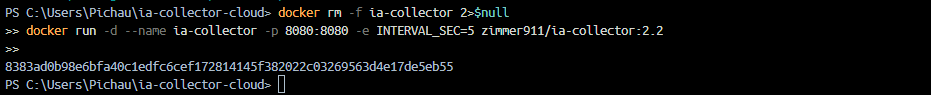 PS C:\Users\Pichau\ia-collector-cloud> docker rm -f ia-collector 2>$null
>> docker run -d --name ia-collector -p 8080:8080 -e INTERVAL_SEC=5 zimmer911/ia-collector:2.2
>>
8383ad0b98e6bfa40c1edfc6cef172814145f382022c03269563d4e17de5eb55
PS C:\Users\Pichau\ia-collector-cloud>